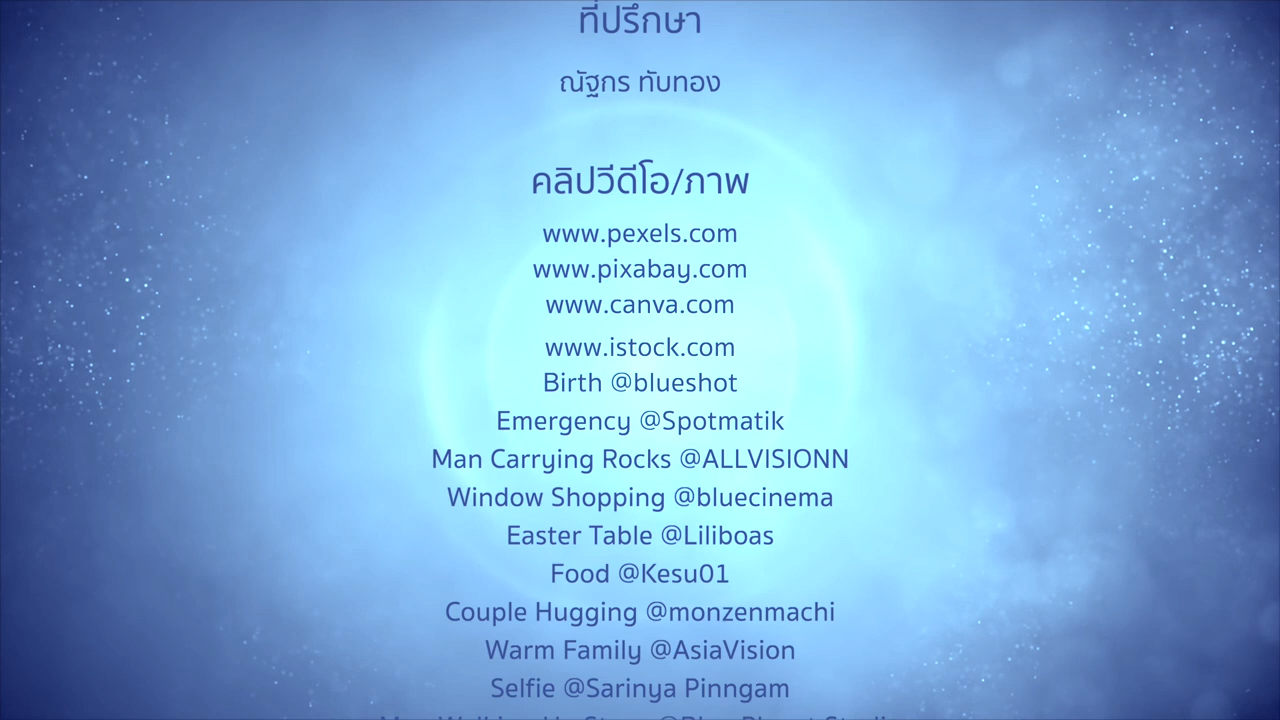 ที่ปรึกษา
ณัฐกร ทับทอง
คลิปวีดีโอ/ภาพ
www.pexels.com
www.pixabay.com
www.canva.com
www.istock.com
Birth @blueshot
Emergency @Spotmatik
Man Carrying Rocks @ALLVISIONN
Window Shopping @bluecinema
Easter Table @Liliboas
Food @Kesu01
Couple Hugging @monzenmachi
Warm Family @AsiaVision
Selfie @Sarinya Pinngam